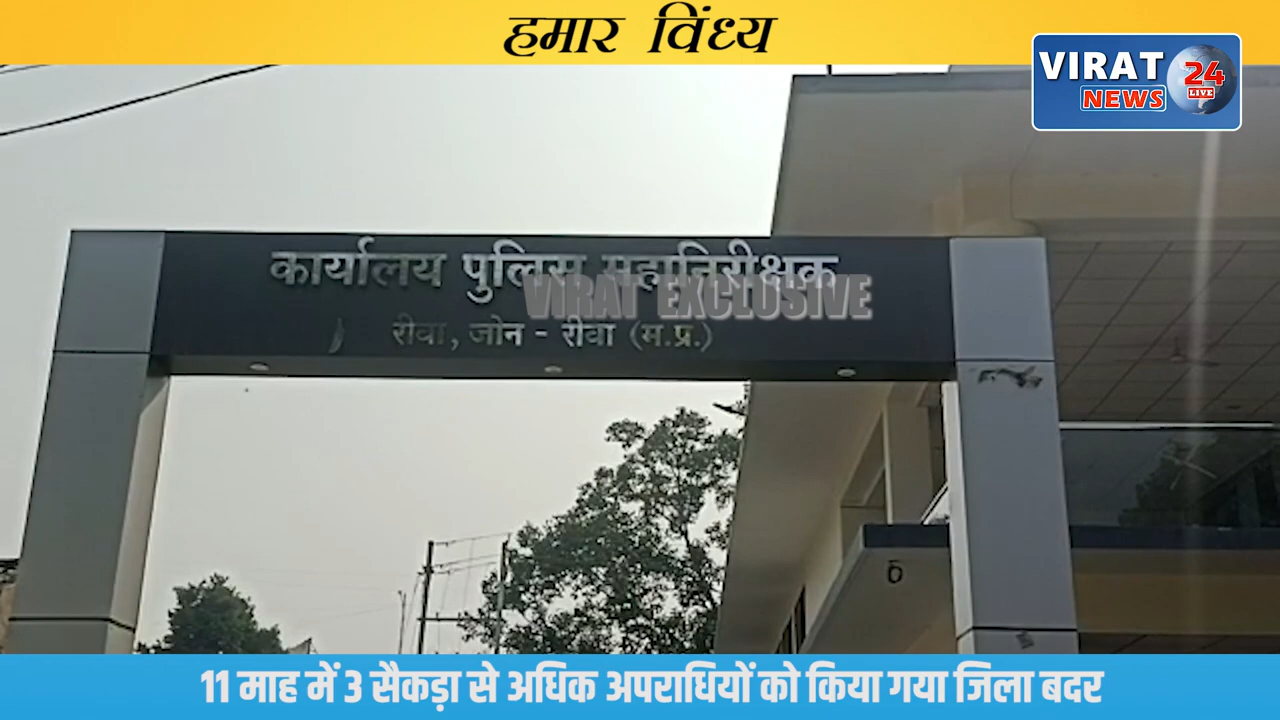 हमार विंध्य
VIRAT
24
LIVE
NEWS
कार्यालय पुलिस महानिरीक्षक
VIRAT EXCLUSIVE
रीवा, जोन - रीवा (म.प्र.)
11 माह में 3 सैकड़ा से अधिक अपराधियों को किया गया जिला बदर